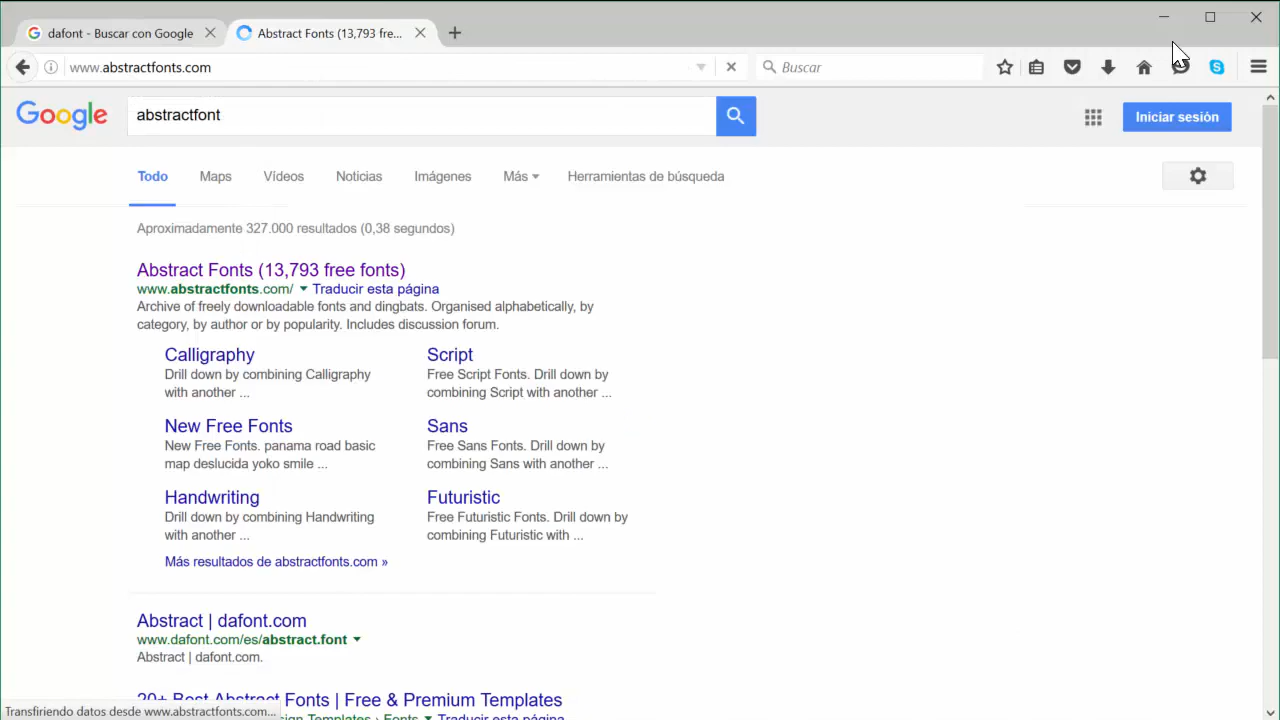 dafont - Buscar con Google
Abstract Fonts (13,793 fre...
www.abstractfonts.com
Buscar
Google
abstractfont
Iniciar sesión
Todo Maps Vídeos Noticias Imágenes Más Herramientas de búsqueda
Aproximadamente 327.000 resultados (0,38 segundos)
Abstract Fonts (13,793 free fonts)
www.abstractfonts.com/ Traducir esta página
Archive of freely downloadable fonts and dingbats. Organised alphabetically, by
category, by author or by popularity. Includes discussion forum.
Calligraphy
Drill down by combining Calligraphy
with another ...
Script
Free Script Fonts. Drill down by
combining Script with another ...
New Free Fonts
New Free Fonts. panama road basic
map deslucida yoko smile ...
Sans
Free Sans Fonts. Drill down by
combining Sans with another ...
Handwriting
Drill down by combining Handwriting
with another ...
Futuristic
Free Futuristic Fonts. Drill down by
combining Futuristic with ...
Más resultados de abstractfonts.com »
Abstract | dafont.com
www.dafont.com/es/abstract.font
Abstract | dafont.com.
20+ Best Abstract Fonts | Free & Premium Templates
Templates › Fonts Traducir esta página
Transfiriendo datos desde www.abstractfonts.com...